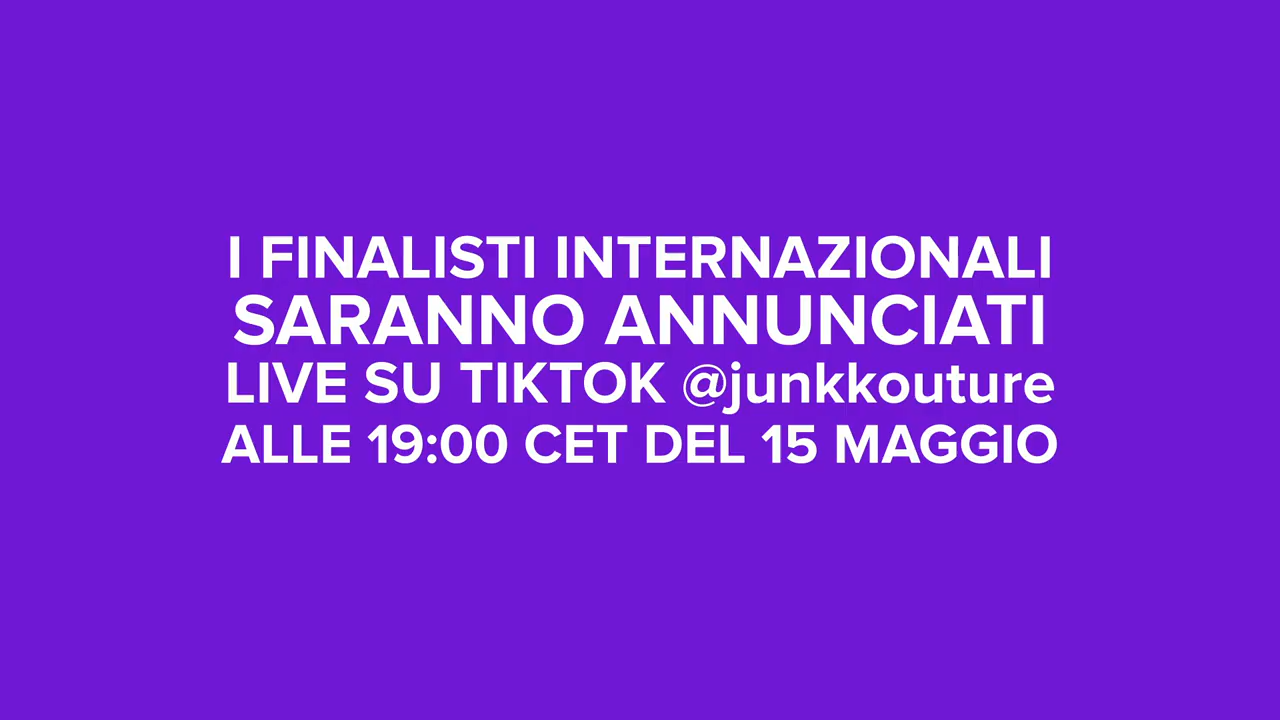 I FINALISTI INTERNAZIONALI
SARANNO ANNUNCIATI
LIVE SU TIKTOK @junkkouture
ALLE 19:00 CET DEL 15 MAGGIO